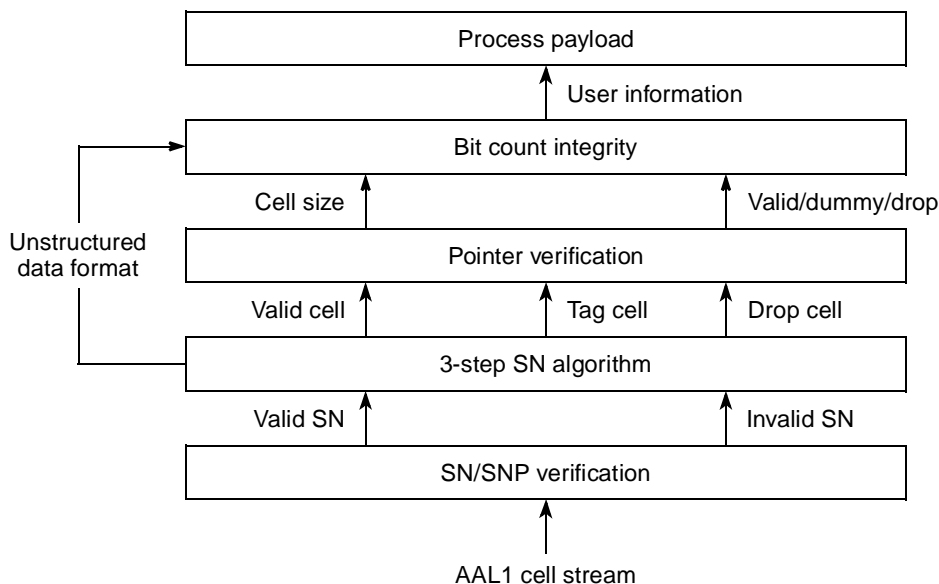 Process payload
User information
Bit count integrity
Cell size
Valid/dummy/drop
Unstructured
data format
Pointer verification
Valid cell
Tag cell
Drop cell
3-step SN algorithm
Valid SN
Invalid SN
SN/SNP verification
AAL1 cell stream